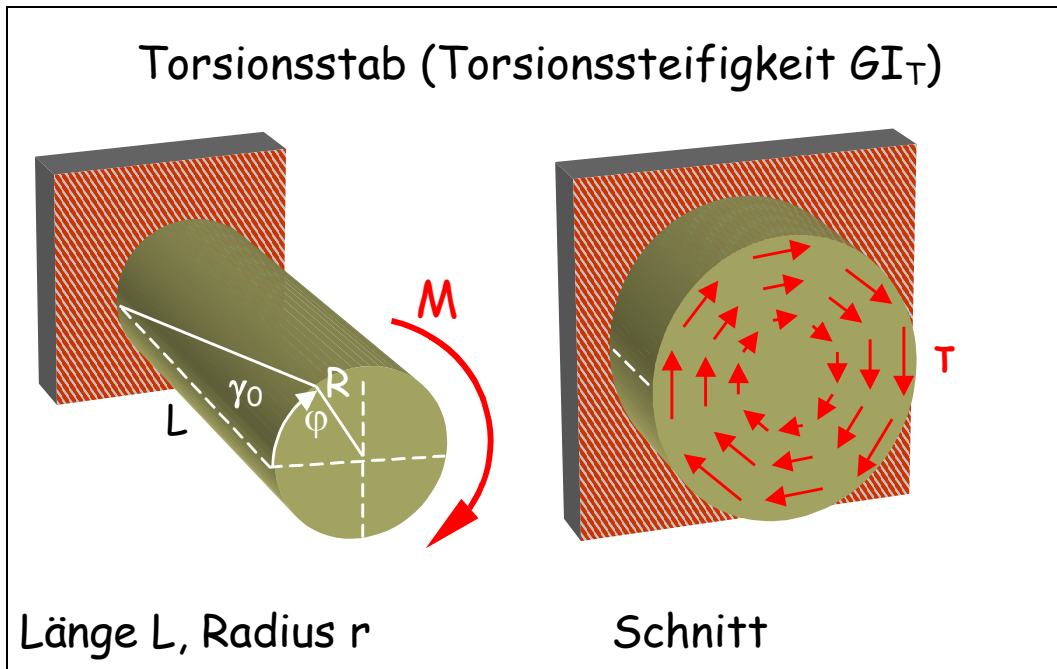 Torsionsstab (Torsionssteifigkeit GI_T)
M
R
γ0
φ
L
τ
Länge L, Radius r
Schnitt